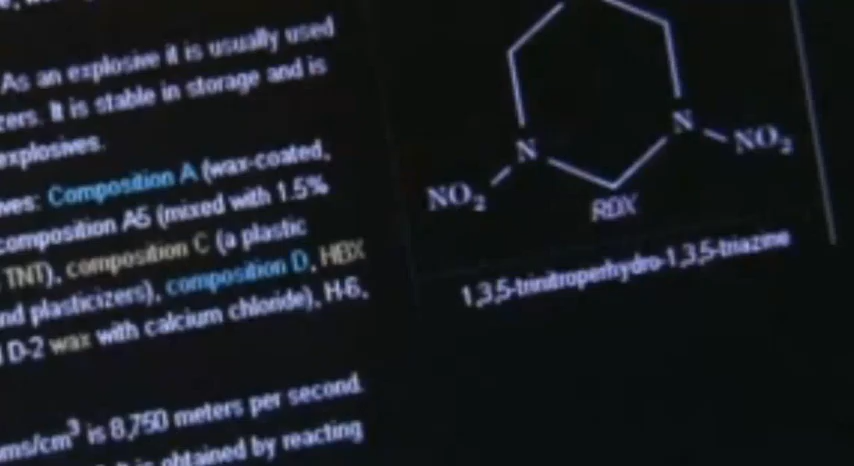 As an explosive it is usually used
zers. It is stable in storage and is
explosives.
ves: Composition A (wax-coated,
composition A5 (mixed with 1.5%
TNT), composition C (a plastic
nd plasticizers), composition D, HBX
D-2 wax with calcium chloride), H-6,
ms/cm³ is 8,750 meters per second.
obtained by reacting
N
N
NO₂
NO₂
RDX
1,3,5-trinitroperhydro-1,3,5-triazine